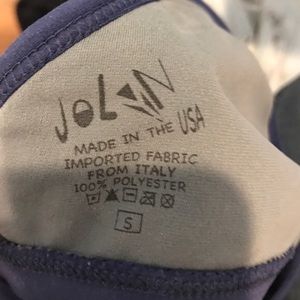 JOLYN
MADE IN THE USA
IMPORTED FABRIC
FROM ITALY
100% POLYESTER
S